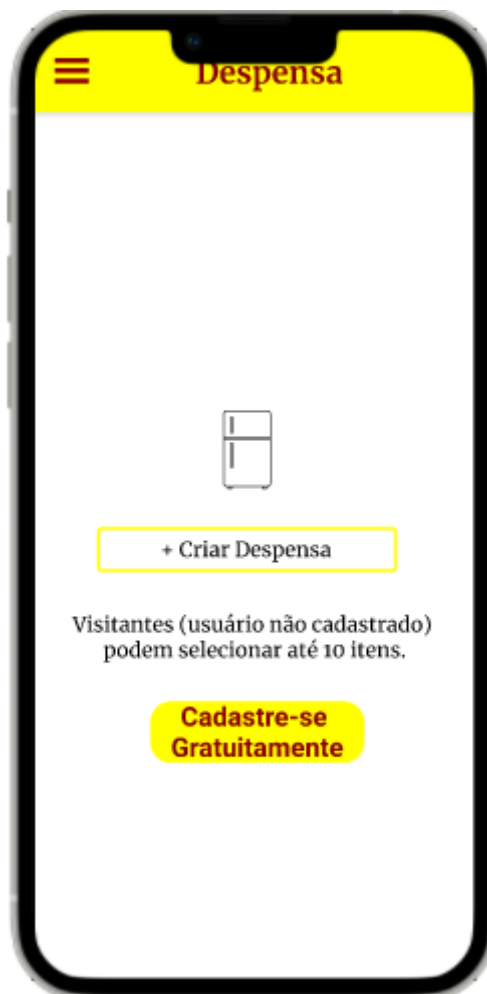 Despensa
+ Criar Despensa
Visitantes (usuário não cadastrado)
podem selecionar até 10 itens.
Cadastre-se
Gratuitamente